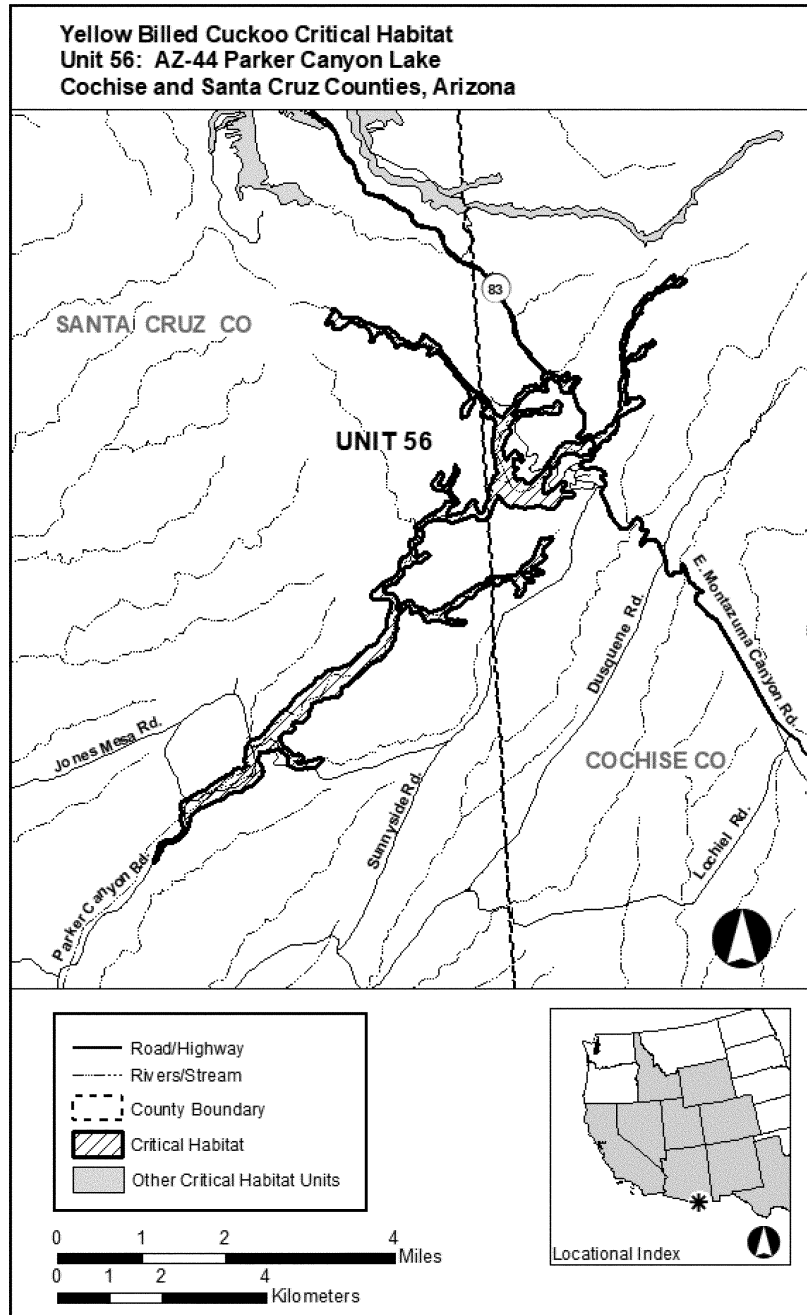 Yellow Billed Cuckoo Critical Habitat
Unit 56: AZ-44 Parker Canyon Lake
Cochise and Santa Cruz Counties, Arizona
83
SANTA CRUZ CO
UNIT 56
E. Montazuma Canyon Rd.
Dusquene Rd.
Jones Mesa Rd.
COCHISE CO
Sunnyside Rd.
Lochiel Rd.
Parker Canyon Rd.
Road/Highway
Rivers/Stream
County Boundary
Critical Habitat
Other Critical Habitat Units
0 1 2 4
Miles
0 1 2 4
Kilometers
Locational Index